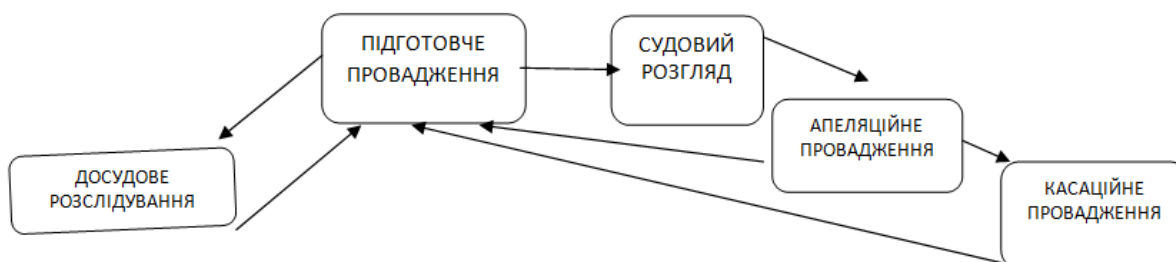 ПІДГОТОВЧЕ
ПРОВАДЖЕННЯ
СУДОВИЙ
РОЗГЛЯД
АПЕЛЯЦІЙНЕ
ПРОВАДЖЕННЯ
ДОСУДОВЕ
РОЗСЛІДУВАННЯ
КАСАЦІЙНЕ
ПРОВАДЖЕННЯ